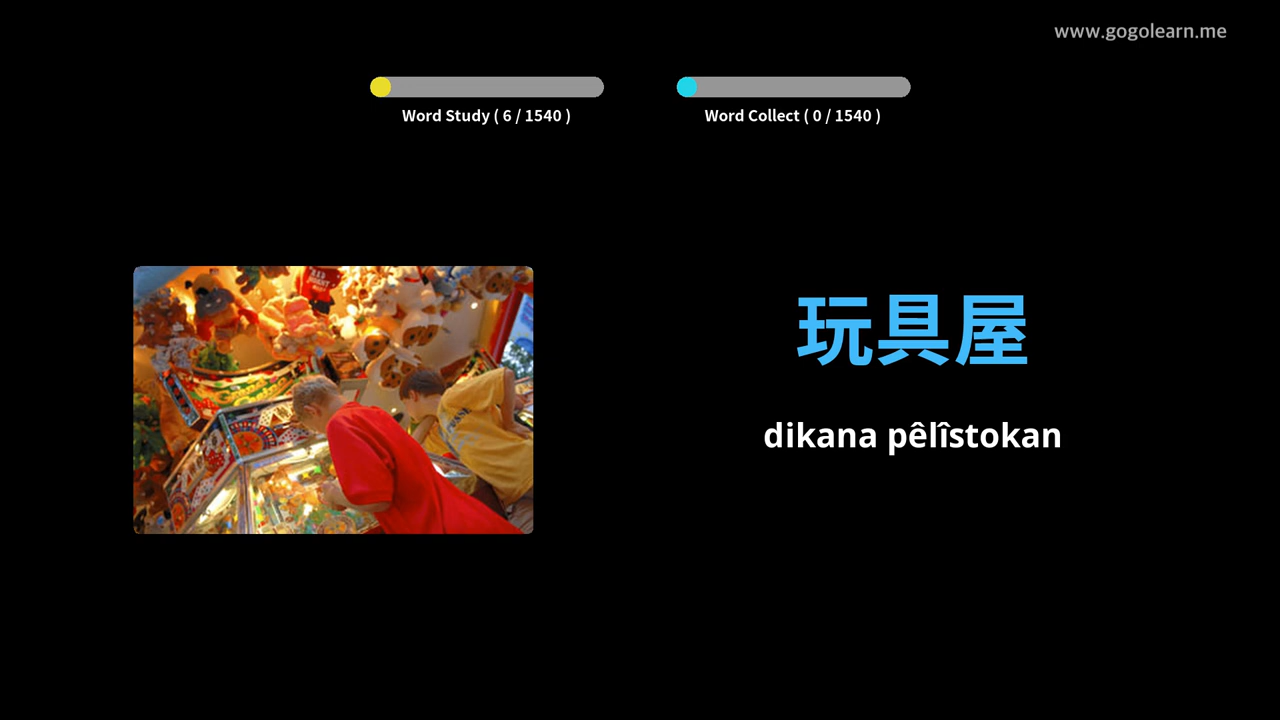 www.gogolearn.me
Word Study ( 6 / 1540 )
Word Collect ( 0 / 1540 )
玩具屋
dikana pêlîstokan